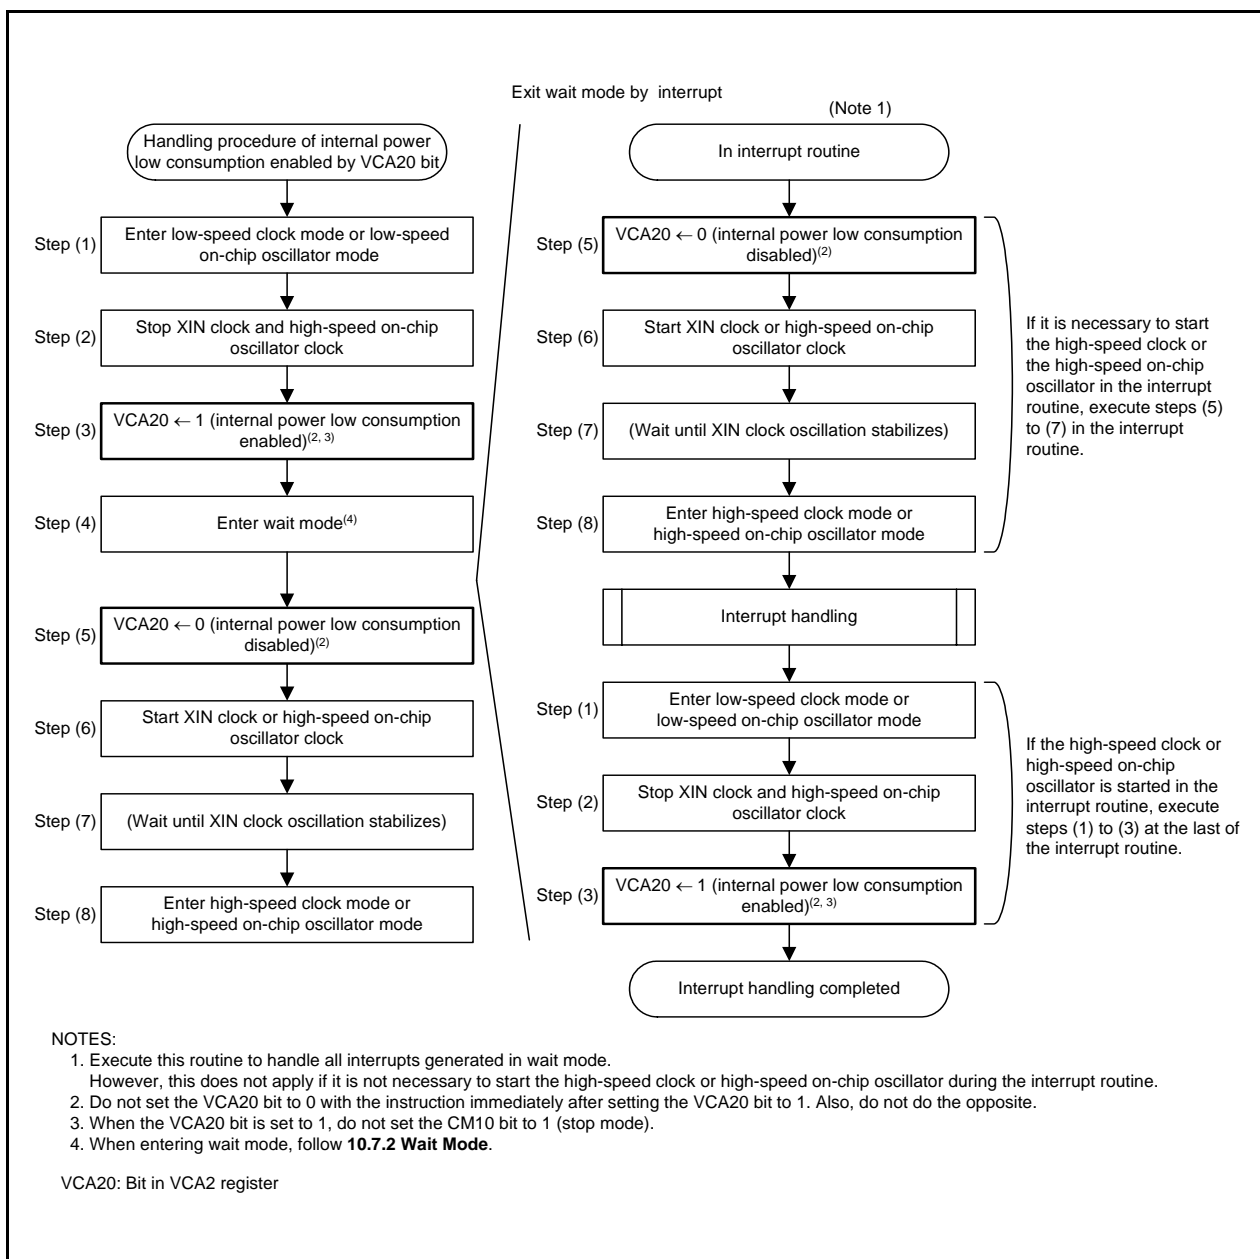 Exit wait mode by interrupt
Handling procedure of internal power
low consumption enabled by VCA20 bit
Step (1)
Enter low-speed clock mode or low-speed
on-chip oscillator mode
Step (2)
Stop XIN clock and high-speed on-chip
oscillator clock
Step (3)
VCA20 ← 1 (internal power low consumption
enabled)(2, 3)
Step (4)
Enter wait mode(4)
Step (5)
VCA20 ← 0 (internal power low consumption
disabled)(2)
Step (6)
Start XIN clock or high-speed on-chip
oscillator clock
Step (7)
(Wait until XIN clock oscillation stabilizes)
Step (8)
Enter high-speed clock mode or
high-speed on-chip oscillator mode
(Note 1)
In interrupt routine
Step (5)
VCA20 ← 0 (internal power low consumption
disabled)(2)
Step (6)
Start XIN clock or high-speed on-chip
oscillator clock
Step (7)
(Wait until XIN clock oscillation stabilizes)
Step (8)
Enter high-speed clock mode or
high-speed on-chip oscillator mode
If it is necessary to start
the high-speed clock or
the high-speed on-chip
oscillator in the interrupt
routine, execute steps (5)
to (7) in the interrupt
routine.
Interrupt handling
Step (1)
Enter low-speed clock mode or
low-speed on-chip oscillator mode
Step (2)
Stop XIN clock and high-speed on-chip
oscillator clock
Step (3)
VCA20 ← 1 (internal power low consumption
enabled)(2, 3)
If the high-speed clock or
high-speed on-chip
oscillator is started in the
interrupt routine, execute
steps (1) to (3) at the last of
the interrupt routine.
Interrupt handling completed
NOTES:
1. Execute this routine to handle all interrupts generated in wait mode.
However, this does not apply if it is not necessary to start the high-speed clock or high-speed on-chip oscillator during the interrupt routine.
2. Do not set the VCA20 bit to 0 with the instruction immediately after setting the VCA20 bit to 1. Also, do not do the opposite.
3. When the VCA20 bit is set to 1, do not set the CM10 bit to 1 (stop mode).
4. When entering wait mode, follow 10.7.2 Wait Mode.
VCA20: Bit in VCA2 register